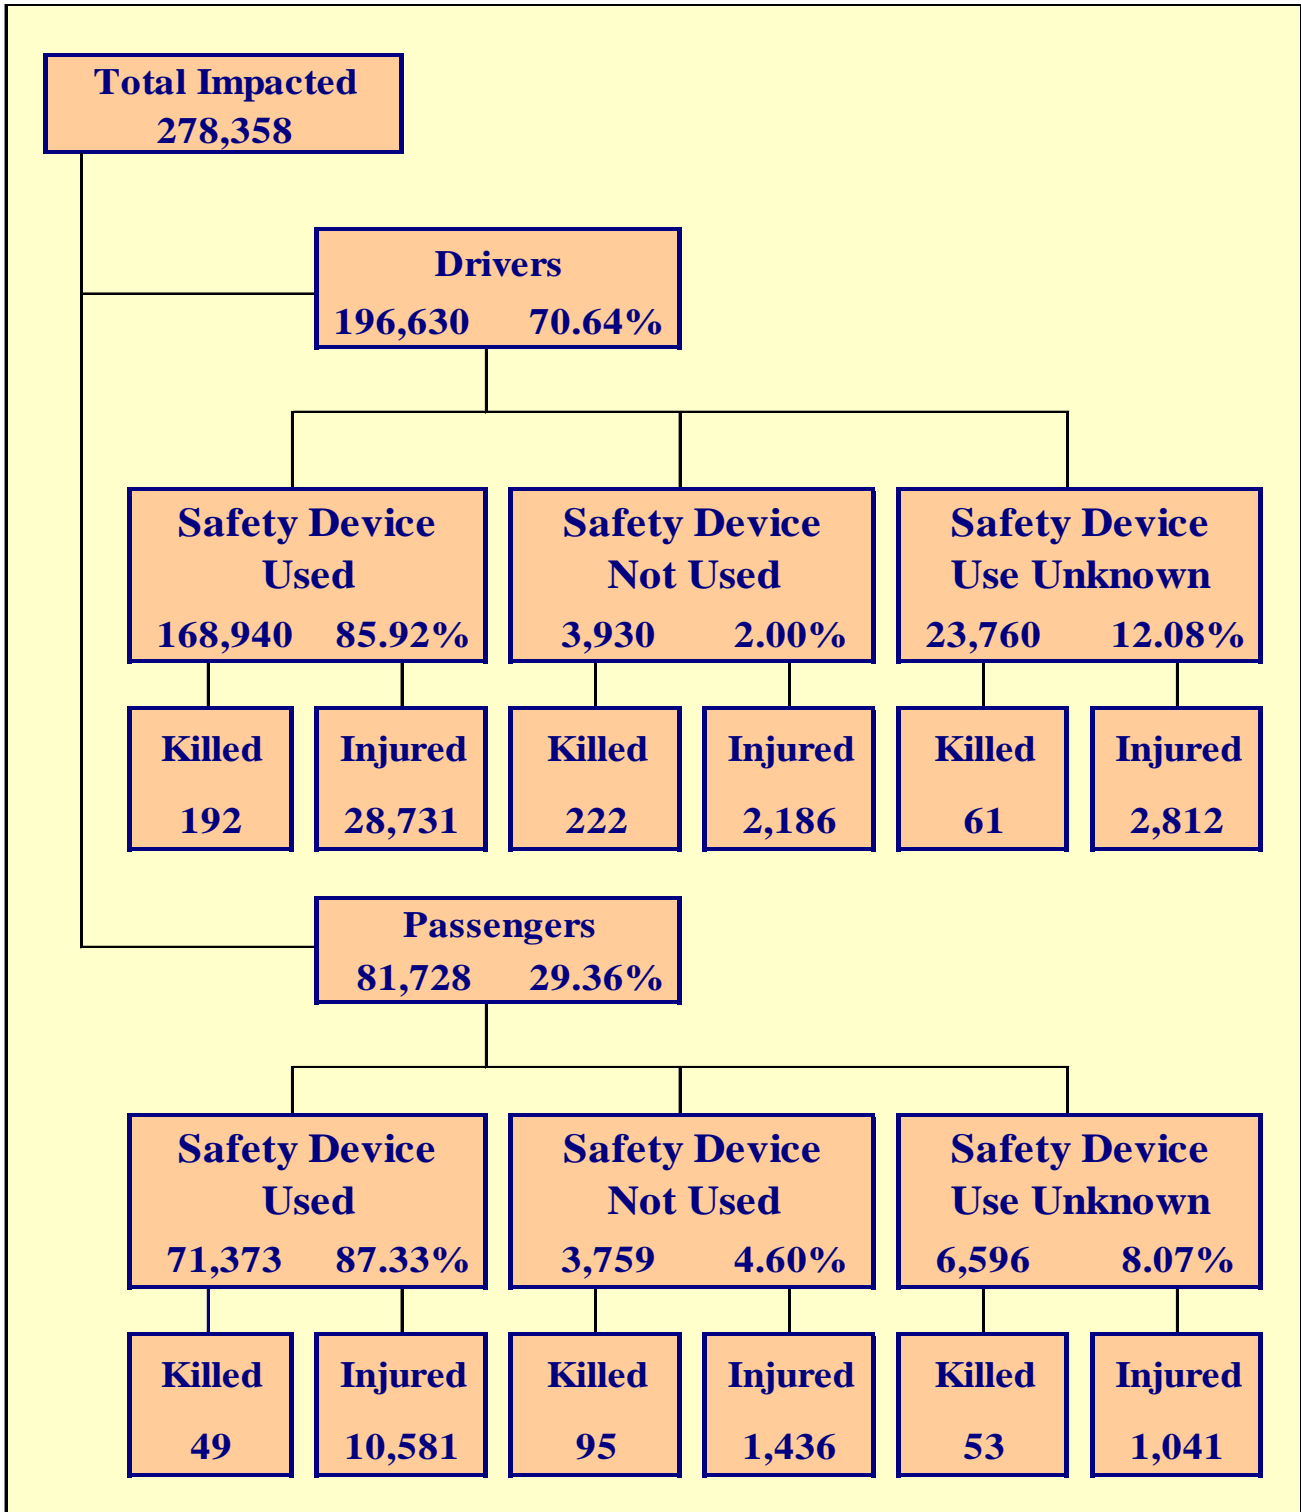 Total Impacted
278,358
Drivers
196,630 70.64%
Safety Device
Used
168,940 85.92%
Safety Device
Not Used
3,930 2.00%
Safety Device
Use Unknown
23,760 12.08%
Killed
192
Injured
28,731
Killed
222
Injured
2,186
Killed
61
Injured
2,812
Passengers
81,728 29.36%
Safety Device
Used
71,373 87.33%
Safety Device
Not Used
3,759 4.60%
Safety Device
Use Unknown
6,596 8.07%
Killed
49
Injured
10,581
Killed
95
Injured
1,436
Killed
53
Injured
1,041